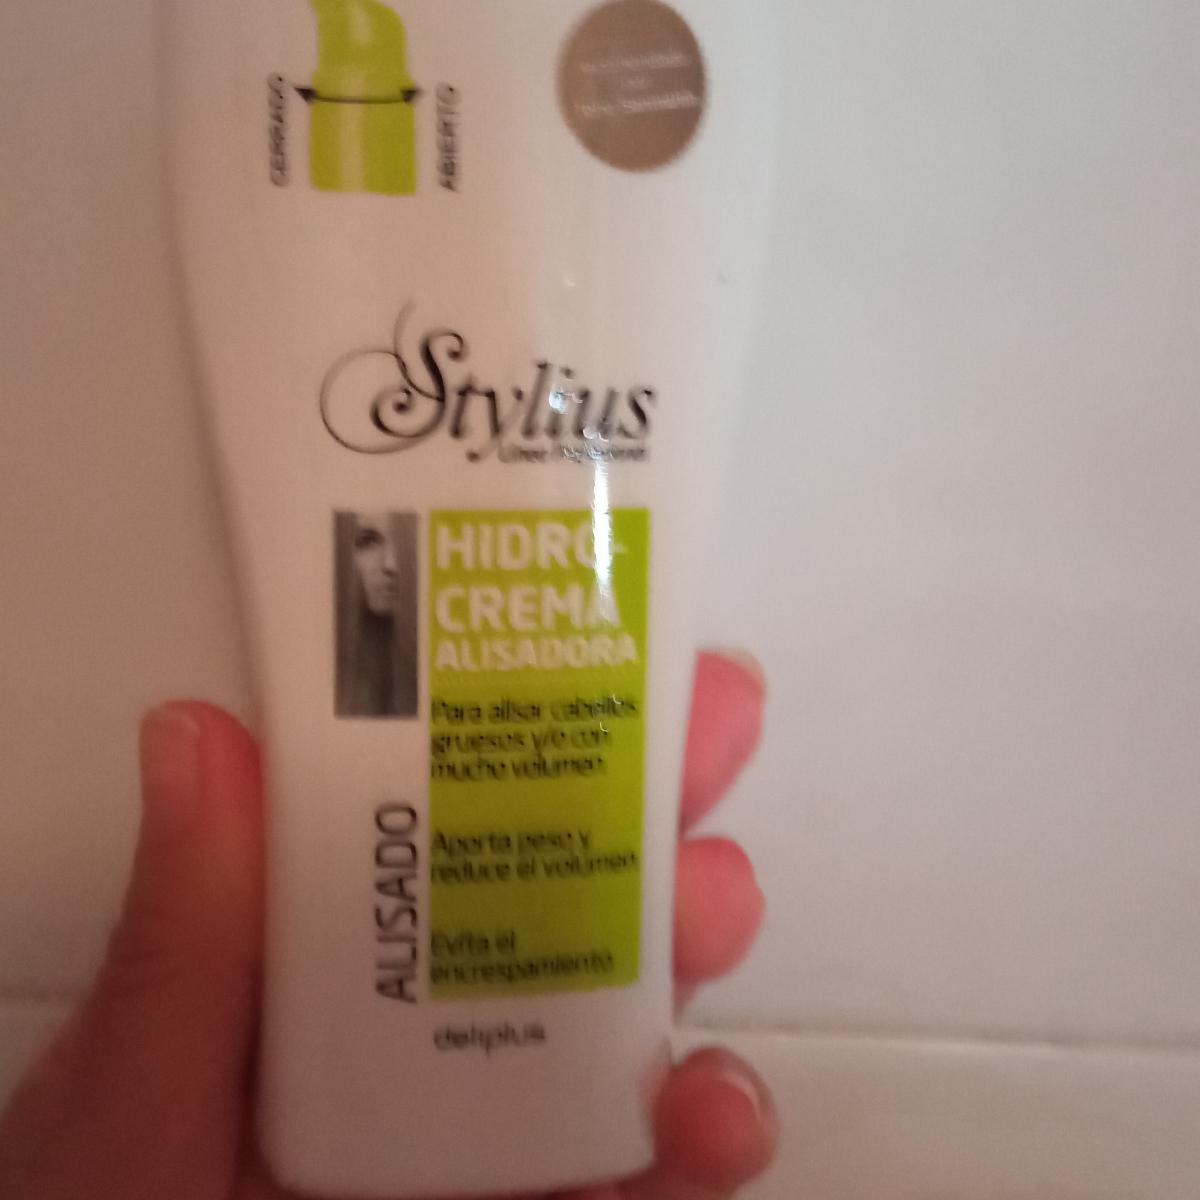 CERRADO
ABIERTO
Stylius
HIDRO-
CREMA
ALISADORA
Para alisar cabellos
gruesos y/o con
mucho volumen
Aporta peso y
reduce el volumen
Evita el
encrespamiento
ALISADO
deliplus